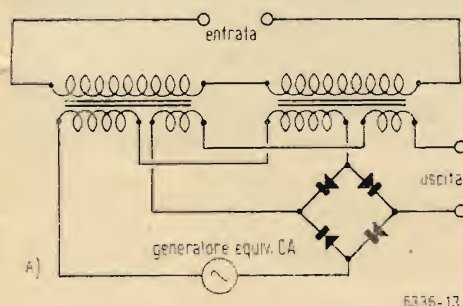 entrata
uscita
generatore equiv. CA
A)
6336-13